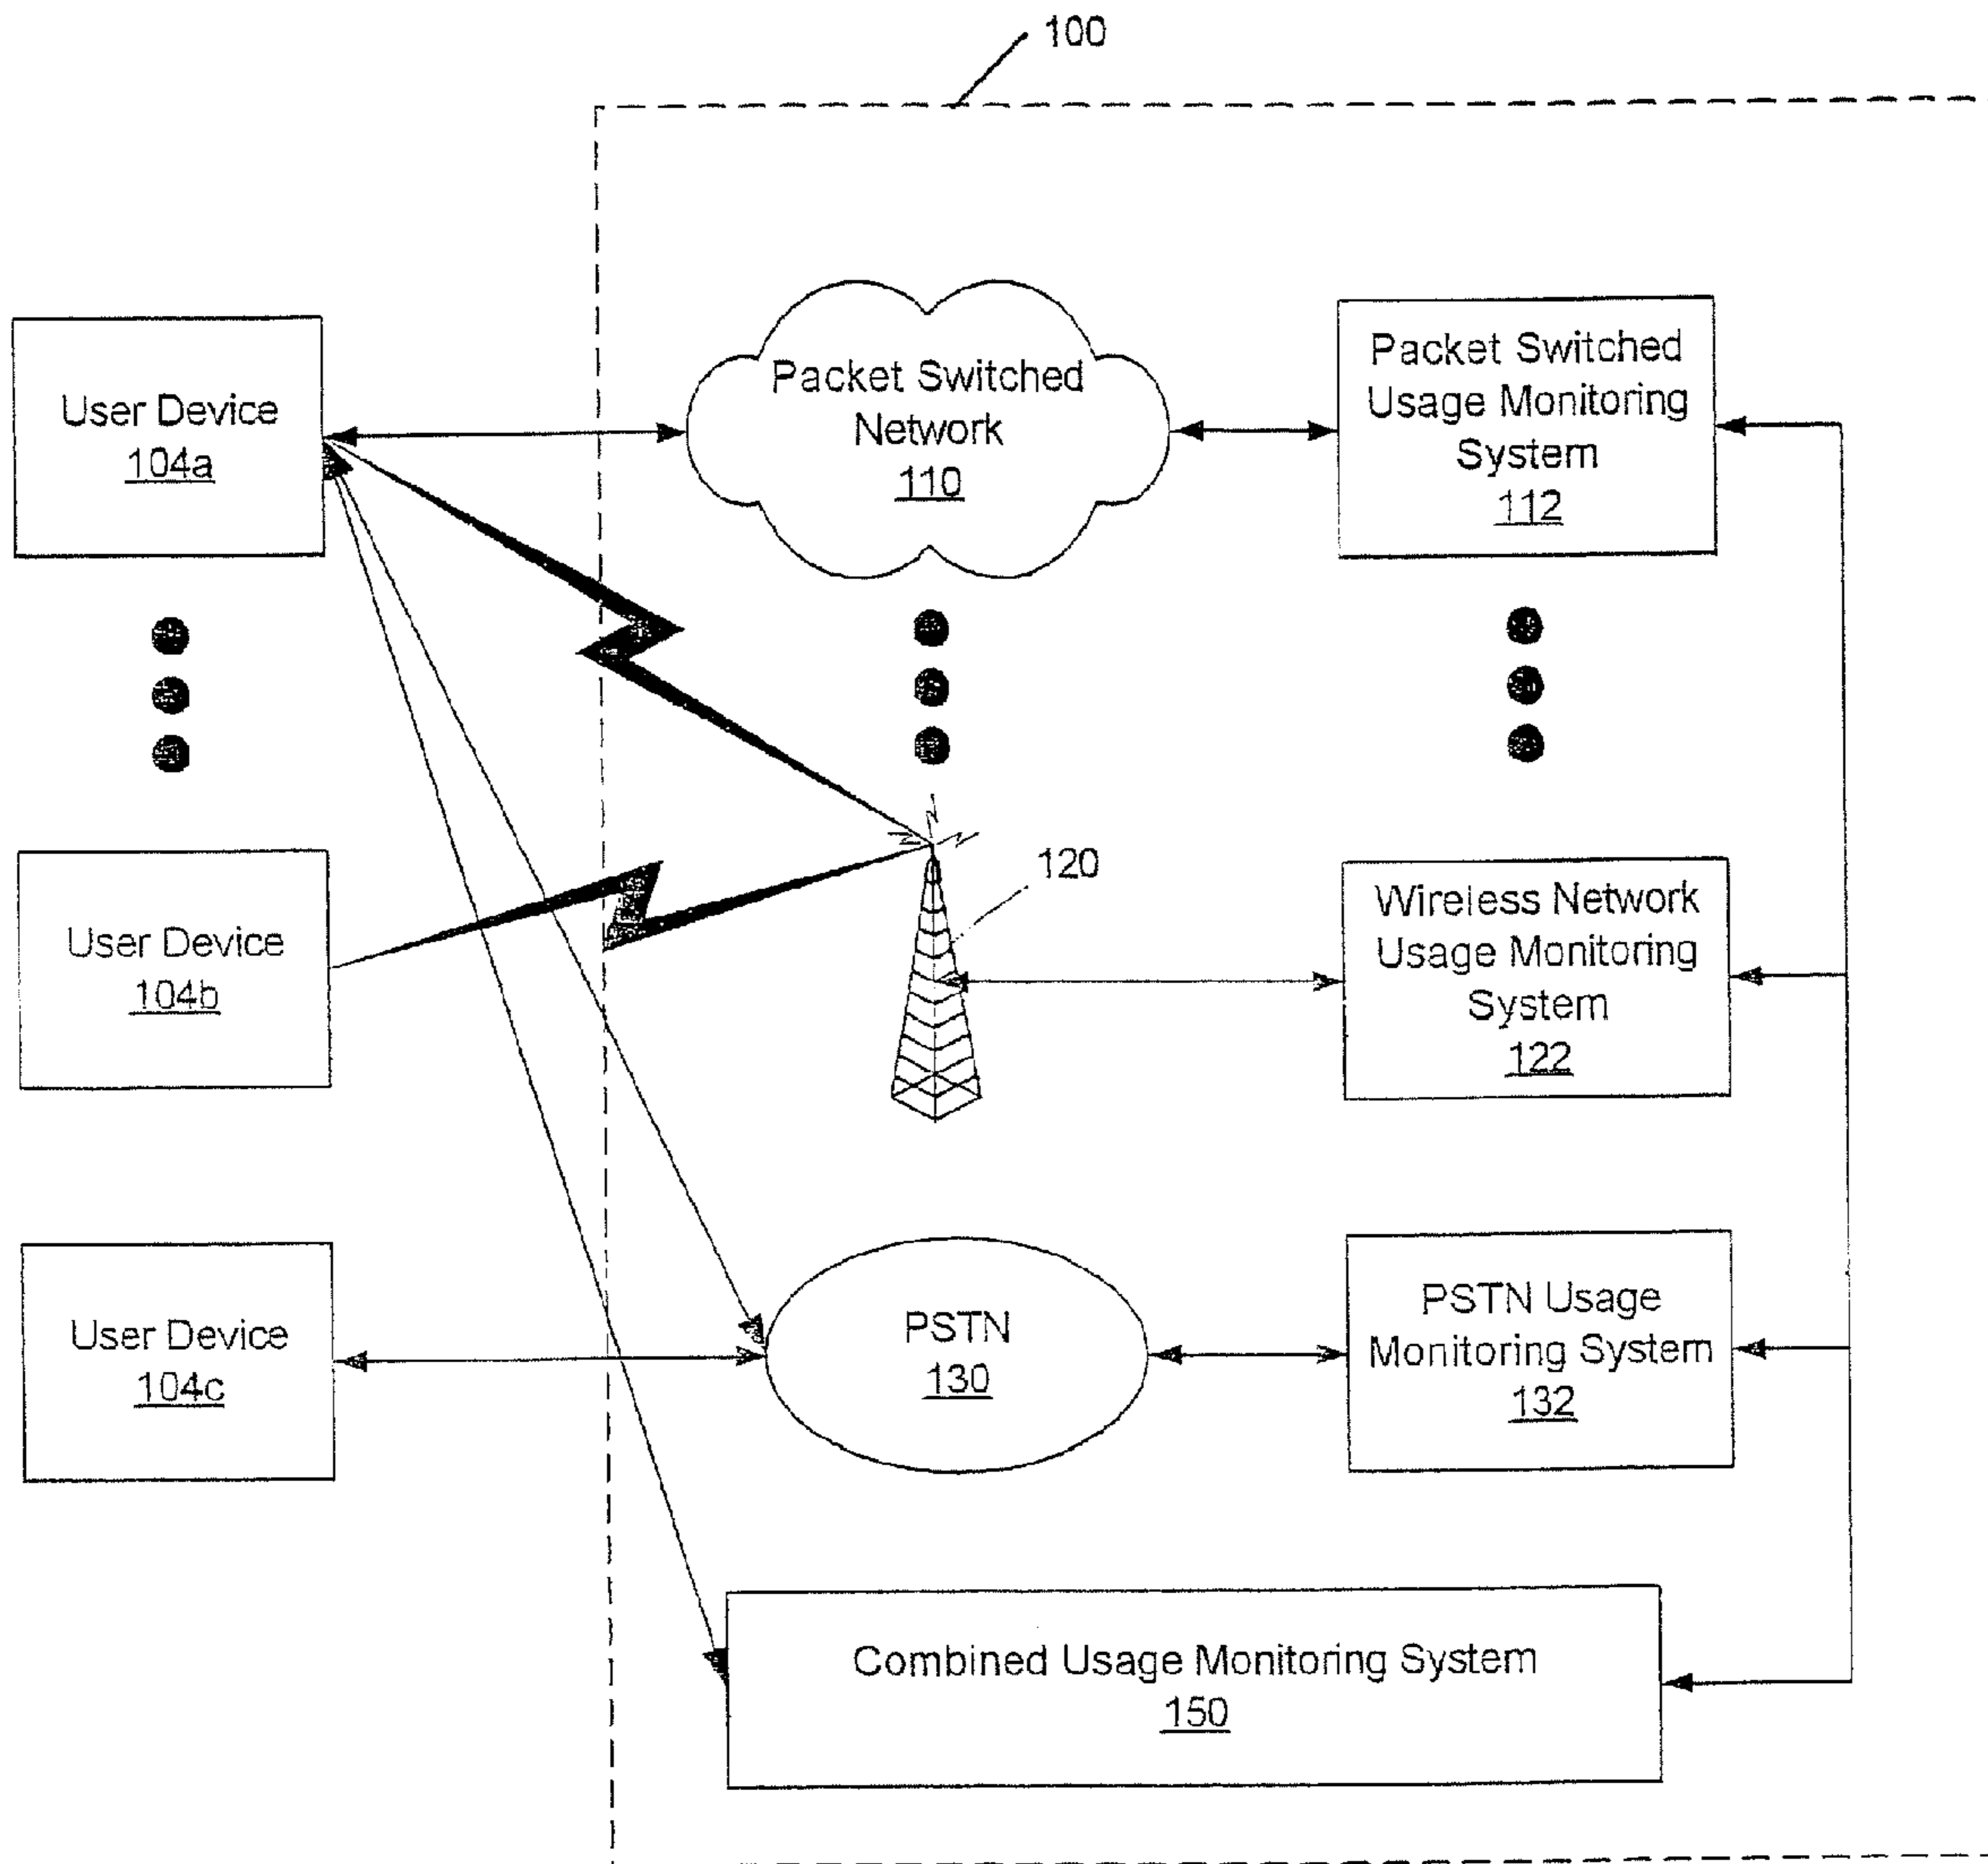 100
User Device
104a
Packet Switched
Network
110
Packet Switched
Usage Monitoring
System
112
120
User Device
104b
Wireless Network
Usage Monitoring
System
122
User Device
104c
PSTN
130
PSTN Usage
Monitoring System
132
Combined Usage Monitoring System
150